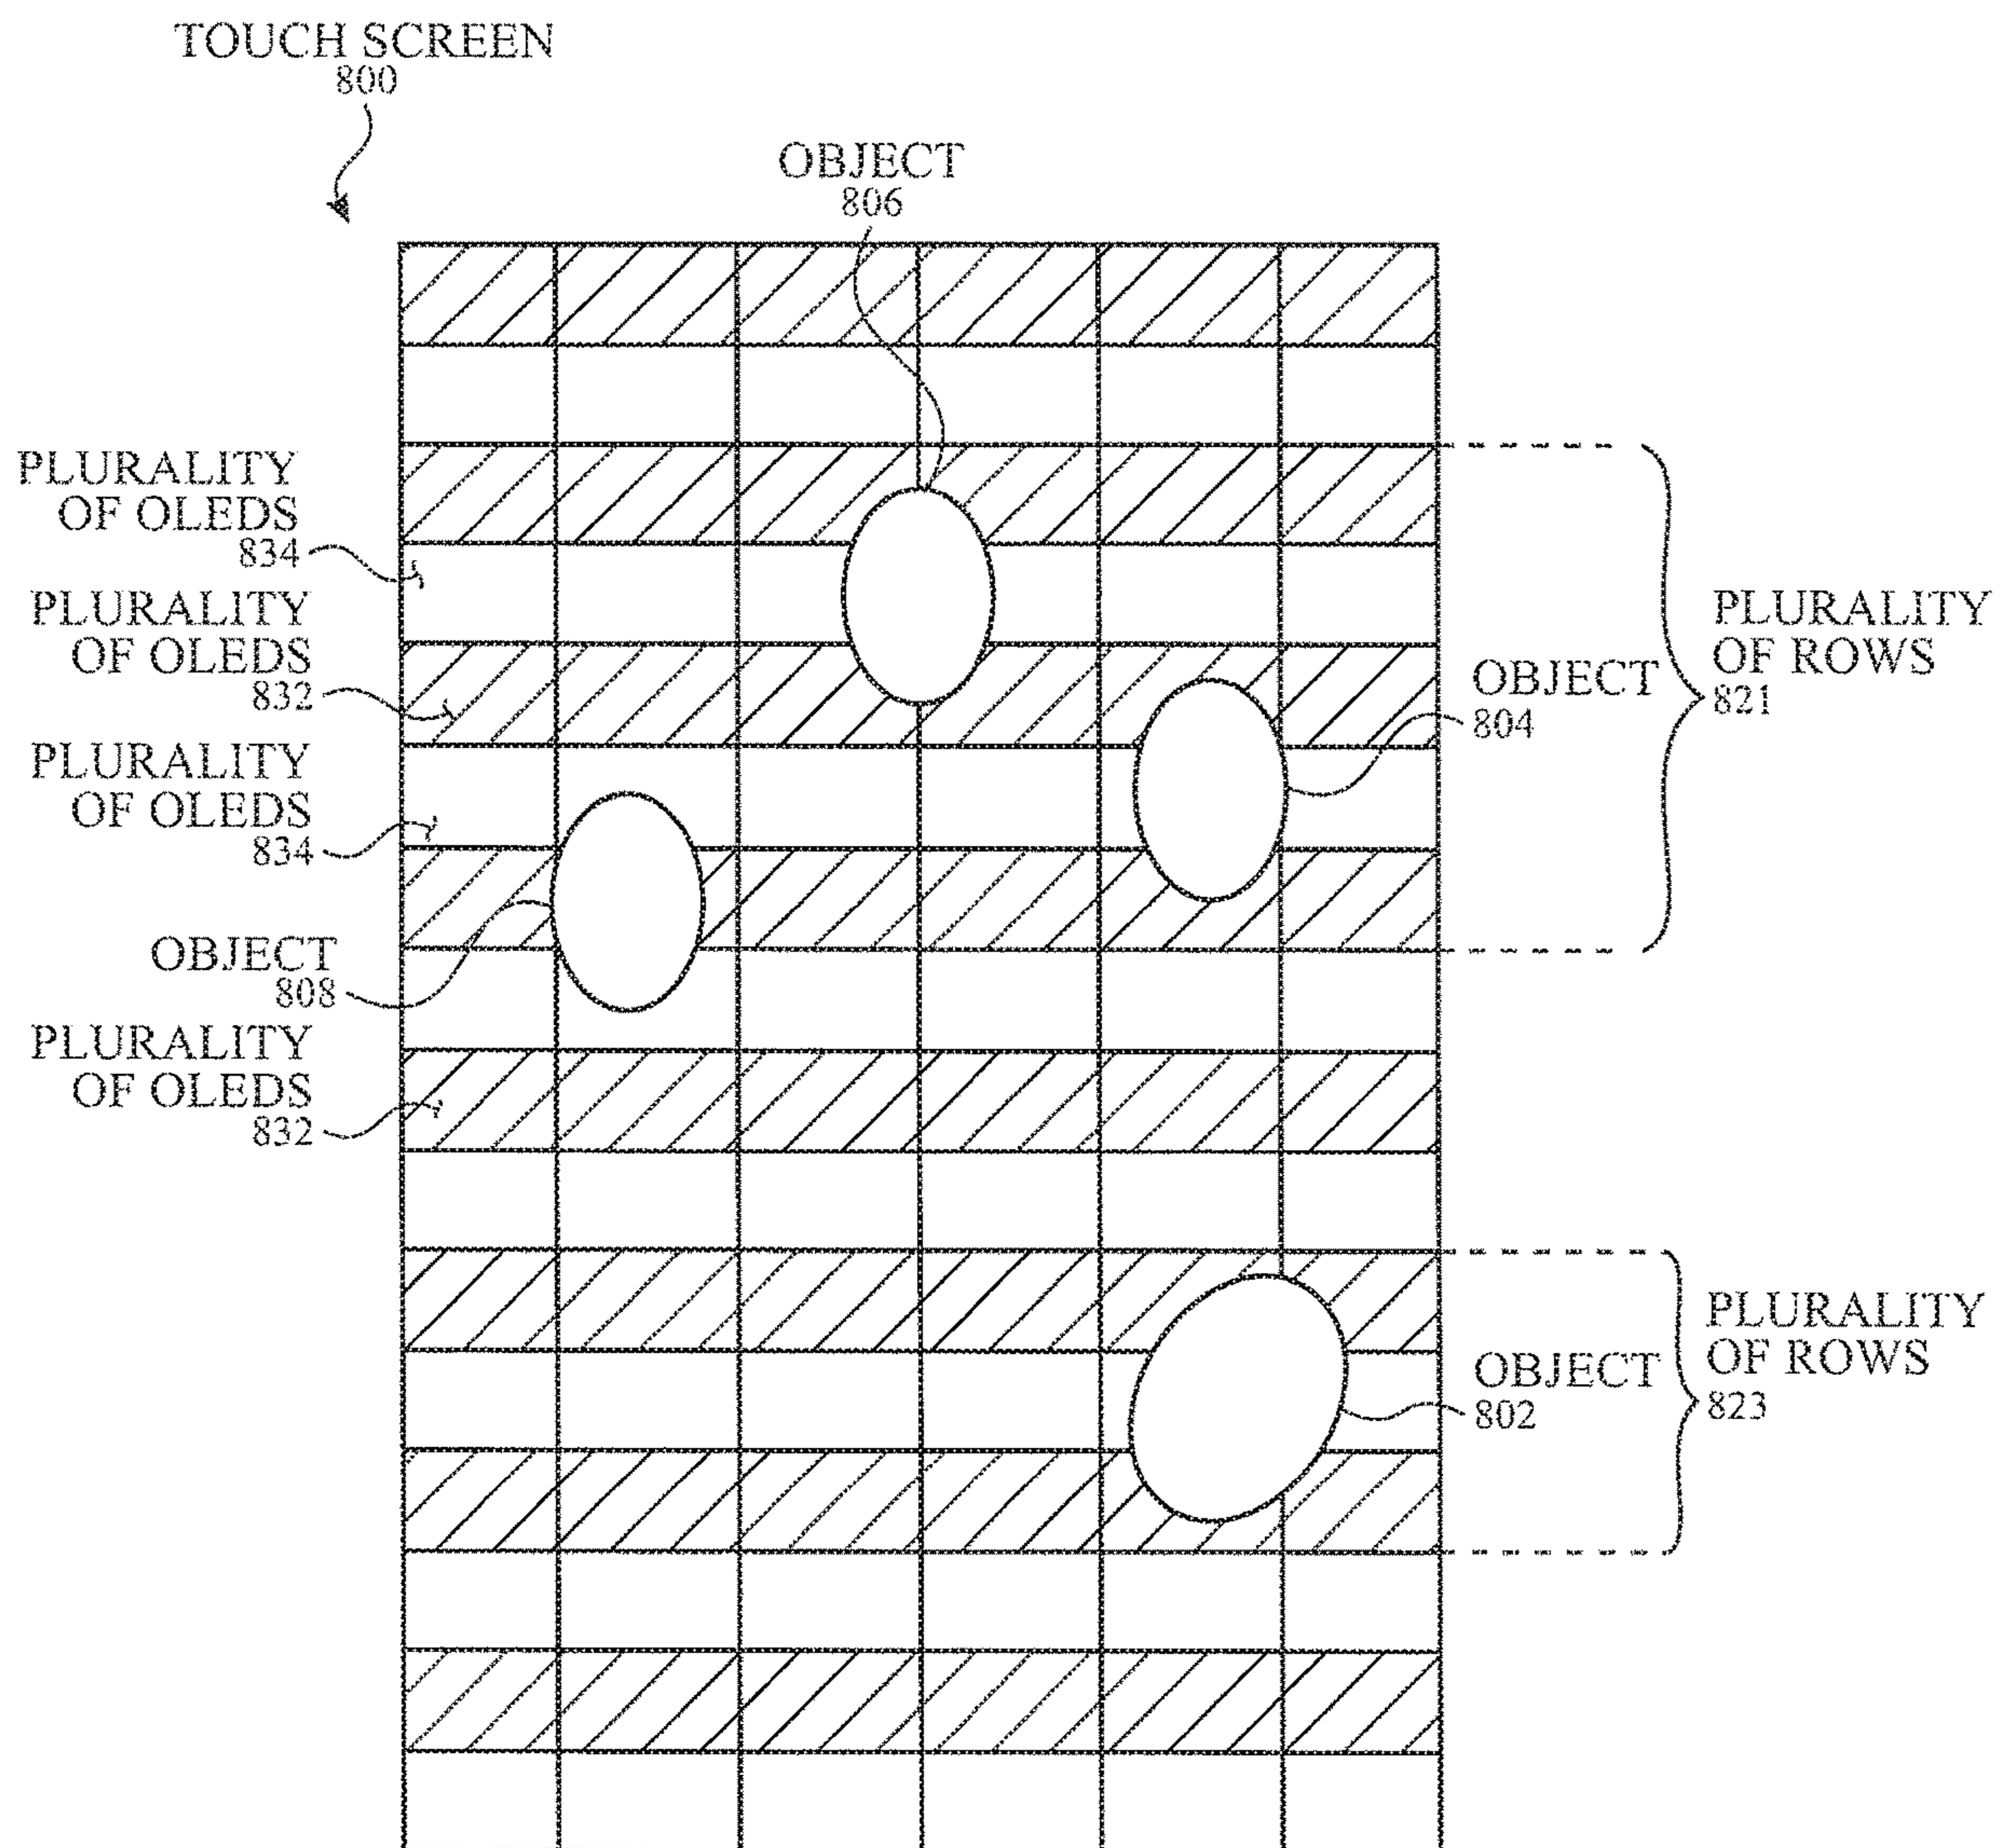 TOUCH SCREEN
800
OBJECT
806
PLURALITY
OF OLEDS
834
PLURALITY
OF OLEDS
832
PLURALITY
OF OLEDS
834
OBJECT
808
PLURALITY
OF OLEDS
832
OBJECT
804
PLURALITY
OF ROWS
821
OBJECT
802
PLURALITY
OF ROWS
823